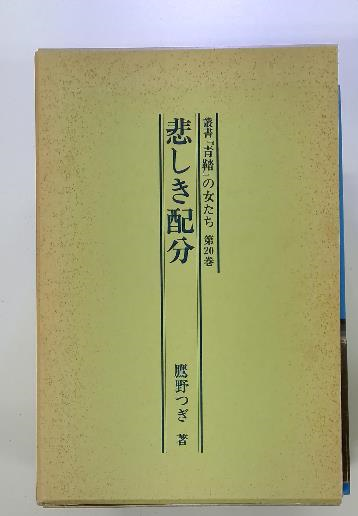 叢書『青鞜』の女たち 第20巻
悲しき配分
鷹野つぎ 著